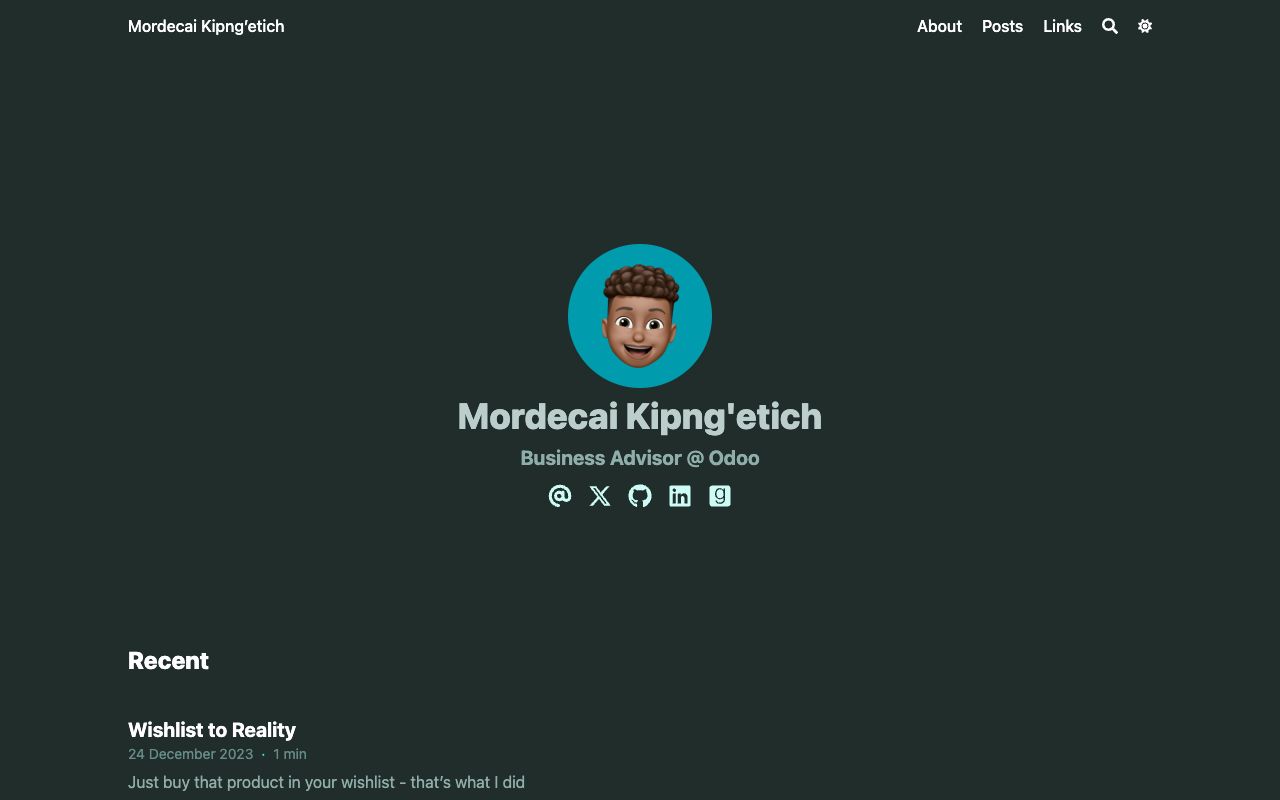 Mordecai Kipng’etich
About Posts Links
Mordecai Kipng'etich
Business Advisor @ Odoo
Recent
Wishlist to Reality
24 December 2023 · 1 min
Just buy that product in your wishlist - that’s what I did